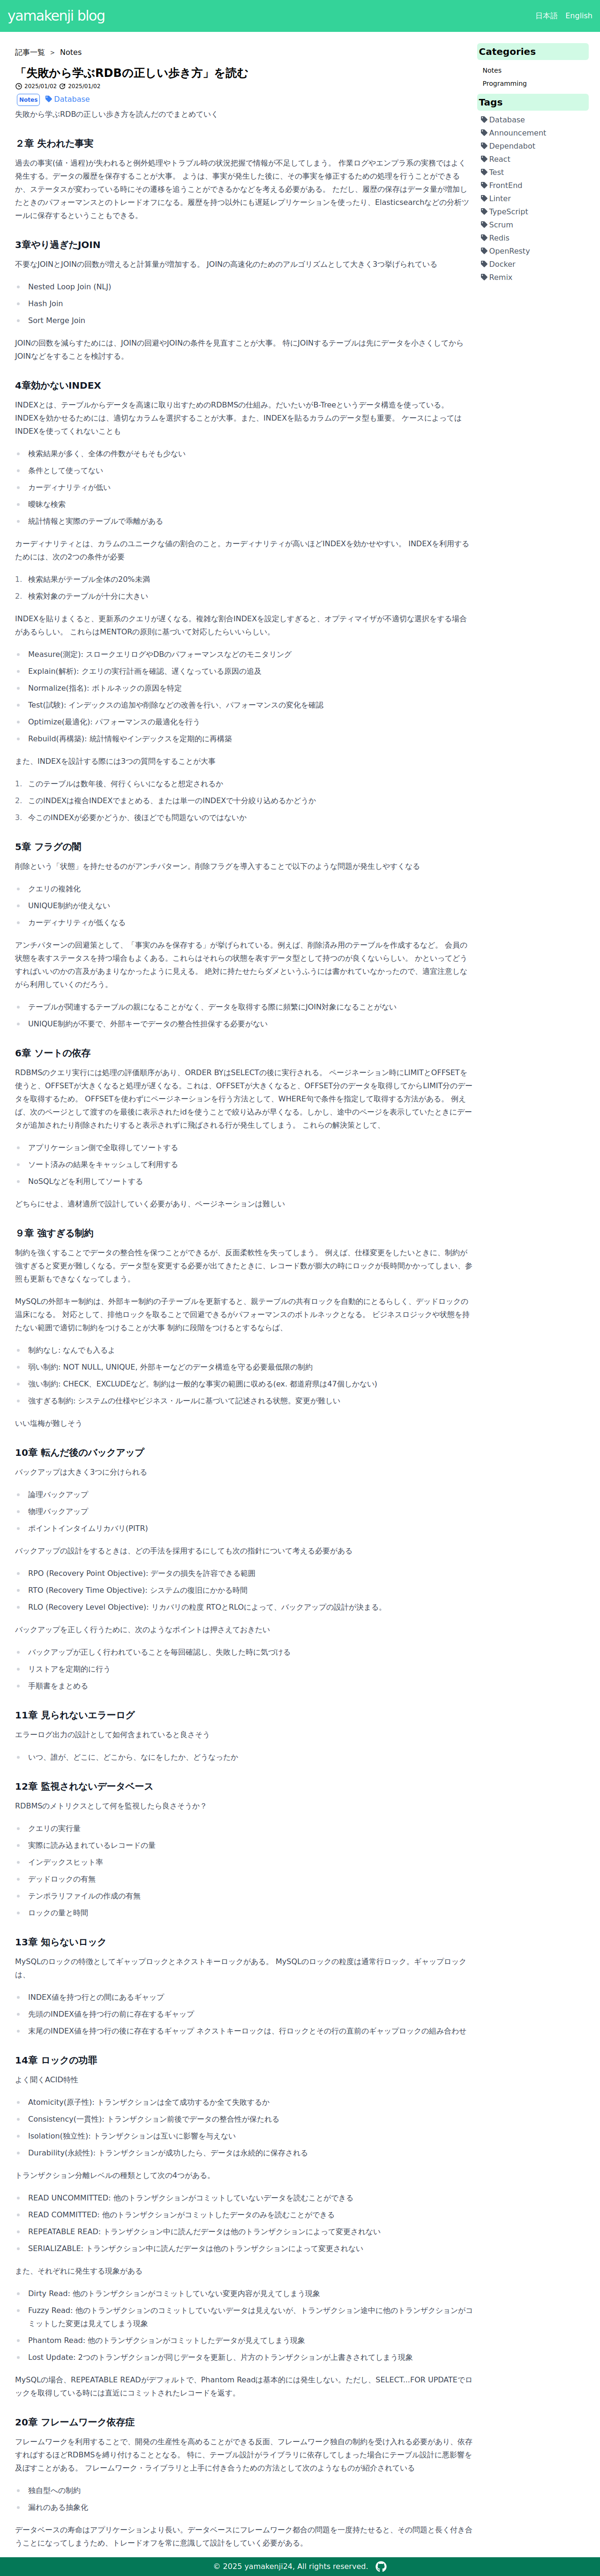 yamakenji blog
日本語 English
記事一覧 > Notes
「失敗から学ぶRDBの正しい歩き方」を読む
2025/01/02 2025/01/02
Notes Database
失敗から学ぶRDBの正しい歩き方を読んだのでまとめていく
２章 失われた事実
過去の事実(値・過程)が失われると例外処理やトラブル時の状況把握で情報が不足してしまう。 作業ログやエンプラ系の実務ではよく
発生する。データの履歴を保存することが大事。 ようは、事実が発生した後に、その事実を修正するための処理を行うことができる
か、ステータスが変わっている時にその遷移を追うことができるかなどを考える必要がある。 ただし、履歴の保存はデータ量が増加し
たときのパフォーマンスとのトレードオフになる。履歴を持つ以外にも遅延レプリケーションを使ったり、Elasticsearchなどの分析ツ
ールに保存するということもできる。
3章やり過ぎたJOIN
不要なJOINとJOINの回数が増えると計算量が増加する。 JOINの高速化のためのアルゴリズムとして大きく3つ挙げられている
Nested Loop Join (NLJ)
Hash Join
Sort Merge Join
JOINの回数を減らすためには、JOINの回避やJOINの条件を見直すことが大事。 特にJOINするテーブルは先にデータを小さくしてから
JOINなどをすることを検討する。
4章効かないINDEX
INDEXとは、テーブルからデータを高速に取り出すためのRDBMSの仕組み。だいたいがB-Treeというデータ構造を使っている。
INDEXを効かせるためには、適切なカラムを選択することが大事。また、INDEXを貼るカラムのデータ型も重要。 ケースによっては
INDEXを使ってくれないことも
検索結果が多く、全体の件数がそもそも少ない
条件として使ってない
カーディナリティが低い
曖昧な検索
統計情報と実際のテーブルで乖離がある
カーディナリティとは、カラムのユニークな値の割合のこと。カーディナリティが高いほどINDEXを効かせやすい。 INDEXを利用する
ためには、次の2つの条件が必要
1. 検索結果がテーブル全体の20%未満
2. 検索対象のテーブルが十分に大きい
INDEXを貼りまくると、更新系のクエリが遅くなる。複雑な割合INDEXを設定しすぎると、オプティマイザが不適切な選択をする場合
があるらしい。 これらはMENTORの原則に基づいて対応したらいいらしい。
Measure(測定): スロークエリログやDBのパフォーマンスなどのモニタリング
Explain(解析): クエリの実行計画を確認、遅くなっている原因の追及
Normalize(指名): ボトルネックの原因を特定
Test(試験): インデックスの追加や削除などの改善を行い、パフォーマンスの変化を確認
Optimize(最適化): パフォーマンスの最適化を行う
Rebuild(再構築): 統計情報やインデックスを定期的に再構築
また、INDEXを設計する際には3つの質問をすることが大事
1. このテーブルは数年後、何行くらいになると想定されるか
2. このINDEXは複合INDEXでまとめる、または単一のINDEXで十分絞り込めるかどうか
3. 今このINDEXが必要かどうか、後ほどでも問題ないのではないか
5章 フラグの闇
削除という「状態」を持たせるのがアンチパターン。削除フラグを導入することで以下のような問題が発生しやすくなる
クエリの複雑化
UNIQUE制約が使えない
カーディナリティが低くなる
アンチパターンの回避策として、「事実のみを保存する」が挙げられている。例えば、削除済み用のテーブルを作成するなど。 会員の
状態を表すステータスを持つ場合もよくある。これらはそれらの状態を表すデータ型として持つのが良くないらしい。 かといってどう
すればいいのかの言及があまりなかったように見える。 絶対に持たせたらダメというふうには書かれていなかったので、適宜注意しな
がら利用していくのだろう。
テーブルが関連するテーブルの親になることがなく、データを取得する際に頻繁にJOIN対象になることがない
UNIQUE制約が不要で、外部キーでデータの整合性担保する必要がない
6章 ソートの依存
RDBMSのクエリ実行には処理の評価順序があり、ORDER BYはSELECTの後に実行される。 ページネーション時にLIMITとOFFSETを
使うと、OFFSETが大きくなると処理が遅くなる。これは、OFFSETが大きくなると、OFFSET分のデータを取得してからLIMIT分のデー
タを取得するため。 OFFSETを使わずにページネーションを行う方法として、WHERE句で条件を指定して取得する方法がある。 例え
ば、次のページとして渡すのを最後に表示されたidを使うことで絞り込みが早くなる。しかし、途中のページを表示していたときにデー
タが追加されたり削除されたりすると表示されずに飛ばされる行が発生してしまう。 これらの解決策として、
アプリケーション側で全取得してソートする
ソート済みの結果をキャッシュして利用する
NoSQLなどを利用してソートする
どちらにせよ、適材適所で設計していく必要があり、ページネーションは難しい
９章 強すぎる制約
制約を強くすることでデータの整合性を保つことができるが、反面柔軟性を失ってしまう。 例えば、仕様変更をしたいときに、制約が
強すぎると変更が難しくなる。データ型を変更する必要が出てきたときに、レコード数が膨大の時にロックが長時間かかってしまい、参
照も更新もできなくなってしまう。
MySQLの外部キー制約は、外部キー制約の子テーブルを更新すると、親テーブルの共有ロックを自動的にとるらしく、デッドロックの
温床になる。 対応として、排他ロックを取ることで回避できるがパフォーマンスのボトルネックとなる。 ビジネスロジックや状態を持
たない範囲で適切に制約をつけることが大事 制約に段階をつけるとするならば、
制約なし: なんでも入るよ
弱い制約: NOT NULL, UNIQUE, 外部キーなどのデータ構造を守る必要最低限の制約
強い制約: CHECK、EXCLUDEなど。制約は一般的な事実の範囲に収める(ex. 都道府県は47個しかない)
強すぎる制約: システムの仕様やビジネス・ルールに基づいて記述される状態。変更が難しい
いい塩梅が難しそう
10章 転んだ後のバックアップ
バックアップは大きく3つに分けられる
論理バックアップ
物理バックアップ
ポイントインタイムリカバリ(PITR)
バックアップの設計をするときは、どの手法を採用するにしても次の指針について考える必要がある
RPO (Recovery Point Objective): データの損失を許容できる範囲
RTO (Recovery Time Objective): システムの復旧にかかる時間
RLO (Recovery Level Objective): リカバリの粒度 RTOとRLOによって、バックアップの設計が決まる。
バックアップを正しく行うために、次のようなポイントは押さえておきたい
バックアップが正しく行われていることを毎回確認し、失敗した時に気づける
リストアを定期的に行う
手順書をまとめる
11章 見られないエラーログ
エラーログ出力の設計として如何含まれていると良さそう
いつ、誰が、どこに、どこから、なにをしたか、どうなったか
12章 監視されないデータベース
RDBMSのメトリクスとして何を監視したら良さそうか？
クエリの実行量
実際に読み込まれているレコードの量
インデックスヒット率
デッドロックの有無
テンポラリファイルの作成の有無
ロックの量と時間
13章 知らないロック
MySQLのロックの特徴としてギャップロックとネクストキーロックがある。 MySQLのロックの粒度は通常行ロック。ギャップロック
は、
INDEX値を持つ行との間にあるギャップ
先頭のINDEX値を持つ行の前に存在するギャップ
末尾のINDEX値を持つ行の後に存在するギャップ ネクストキーロックは、行ロックとその行の直前のギャップロックの組み合わせ
14章 ロックの功罪
よく聞くACID特性
Atomicity(原子性): トランザクションは全て成功するか全て失敗するか
Consistency(一貫性): トランザクション前後でデータの整合性が保たれる
Isolation(独立性): トランザクションは互いに影響を与えない
Durability(永続性): トランザクションが成功したら、データは永続的に保存される
トランザクション分離レベルの種類として次の4つがある。
READ UNCOMMITTED: 他のトランザクションがコミットしていないデータを読むことができる
READ COMMITTED: 他のトランザクションがコミットしたデータのみを読むことができる
REPEATABLE READ: トランザクション中に読んだデータは他のトランザクションによって変更されない
SERIALIZABLE: トランザクション中に読んだデータは他のトランザクションによって変更されない
また、それぞれに発生する現象がある
Dirty Read: 他のトランザクションがコミットしていない変更内容が見えてしまう現象
Fuzzy Read: 他のトランザクションのコミットしていないデータは見えないが、トランザクション途中に他のトランザクションがコ
ミットした変更は見えてしまう現象
Phantom Read: 他のトランザクションがコミットしたデータが見えてしまう現象
Lost Update: 2つのトランザクションが同じデータを更新し、片方のトランザクションが上書きされてしまう現象
MySQLの場合、REPEATABLE READがデフォルトで、Phantom Readは基本的には発生しない。ただし、SELECT...FOR UPDATEでロ
ックを取得している時には直近にコミットされたレコードを返す。
20章 フレームワーク依存症
フレームワークを利用することで、開発の生産性を高めることができる反面、フレームワーク独自の制約を受け入れる必要があり、依存
すればするほどRDBMSを縛り付けることとなる。 特に、テーブル設計がライブラリに依存してしまった場合にテーブル設計に悪影響を
及ぼすことがある。 フレームワーク・ライブラリと上手に付き合うための方法として次のようなものが紹介されている
独自型への制約
漏れのある抽象化
データベースの寿命はアプリケーションより長い。データベースにフレームワーク都合の問題を一度持たせると、その問題と長く付き合
うことになってしまうため、トレードオフを常に意識して設計をしていく必要がある。
Categories
Notes
Programming
Tags
Database
Announcement
Dependabot
React
Test
FrontEnd
Linter
TypeScript
Scrum
Redis
OpenResty
Docker
Remix
© 2025 yamakenji24, All rights reserved.